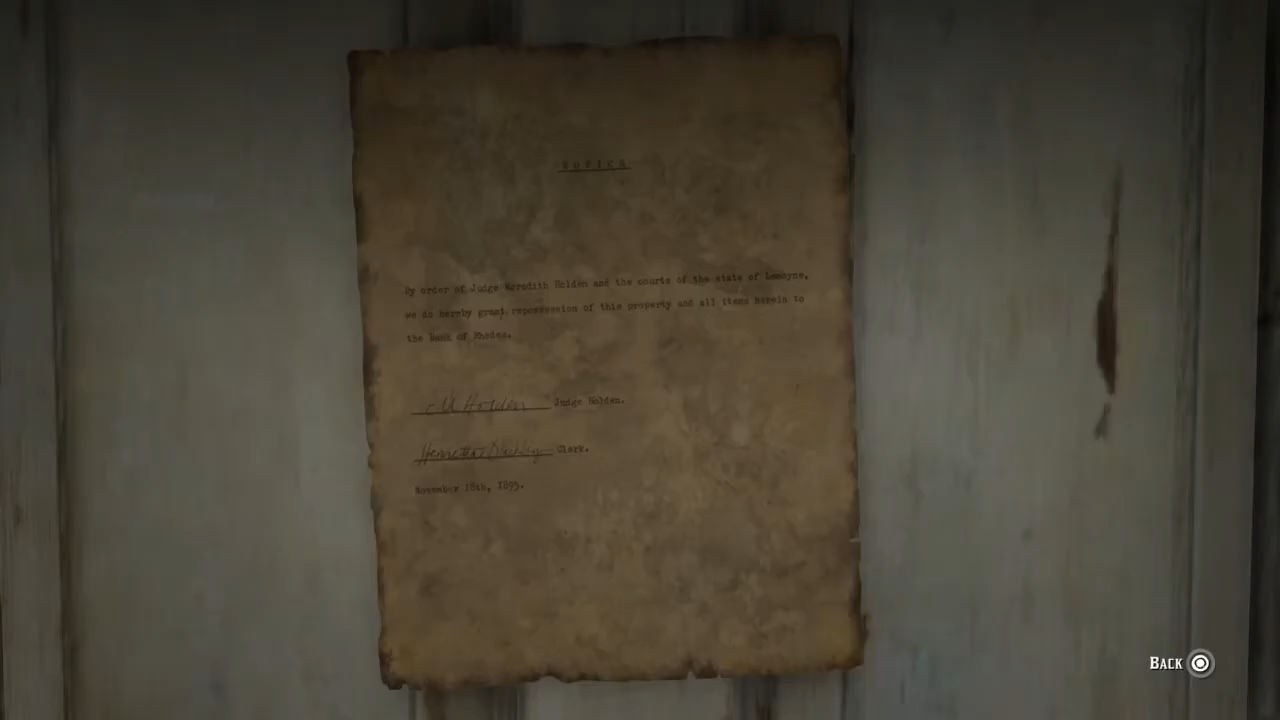 NOTICE
By order of Judge Meredith Holden and the courts of the state of Lemoyne,
we do hereby grant repossession of this property and all items herein to
the Bank of Rhodes.
M Holden Judge Holden.
Henrietta Clerk.
November 18th, 1895.
BACK